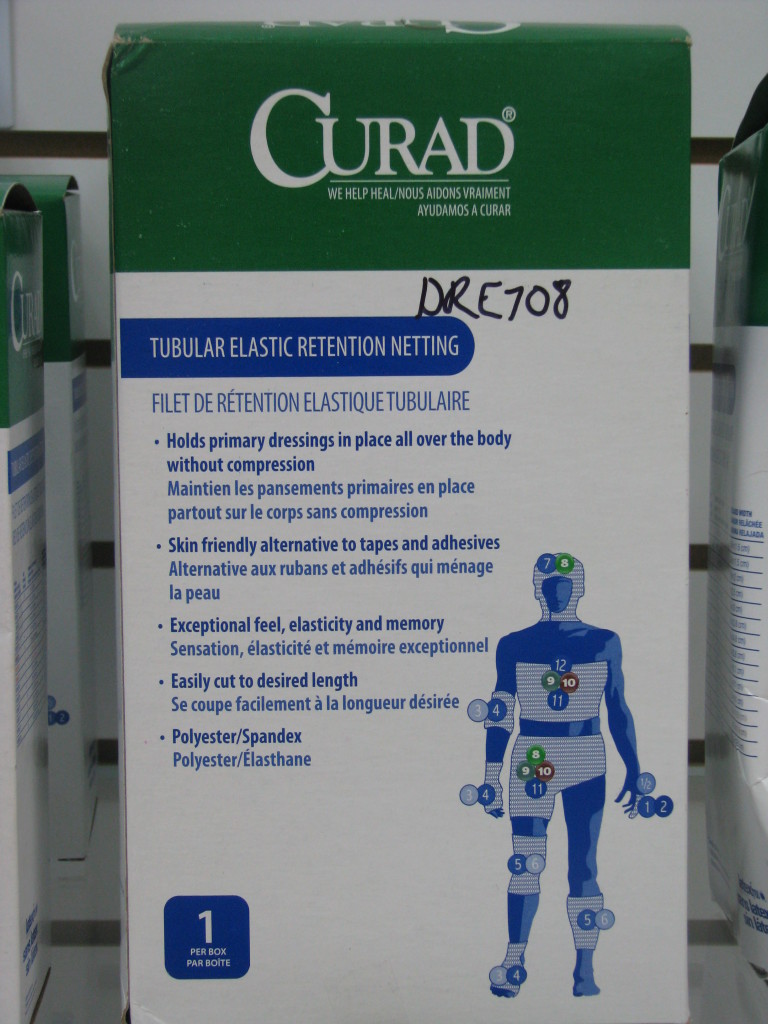 CURAD®
WE HELP HEAL/NOUS AIDONS VRAIMENT
AYUDAMOS A CURAR
DRE708
TUBULAR ELASTIC RETENTION NETTING
FILET DE RÉTENTION ELASTIQUE TUBULAIRE
• Holds primary dressings in place all over the body
without compression
Maintien les pansements primaires en place
partout sur le corps sans compression
• Skin friendly alternative to tapes and adhesives
Alternative aux rubans et adhésifs qui ménage
la peau
• Exceptional feel, elasticity and memory
Sensation, élasticité et mémoire exceptionnel
• Easily cut to desired length
Se coupe facilement à la longueur désirée
• Polyester/Spandex
Polyester/Élasthane
7 8
12
9 10
11
3 4
8
9 10
11
3 4
1/2
1 2
5 6
5 6
3 4
1
PER BOX
PAR BOÎTE